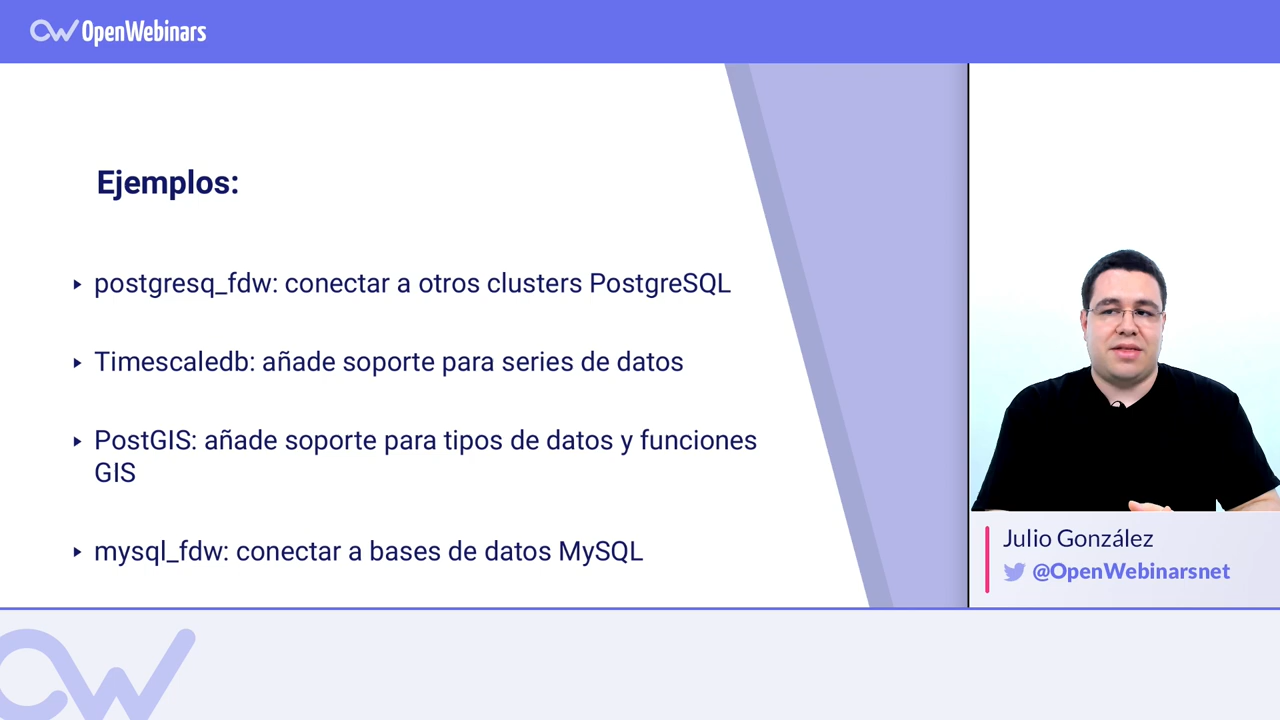 OpenWebinars
Ejemplos:
postgresq_fdw: conectar a otros clusters PostgreSQL
Timescaledb: añade soporte para series de datos
PostGIS: añade soporte para tipos de datos y funciones
GIS
mysql_fdw: conectar a bases de datos MySQL
Julio González
@OpenWebinarsnet